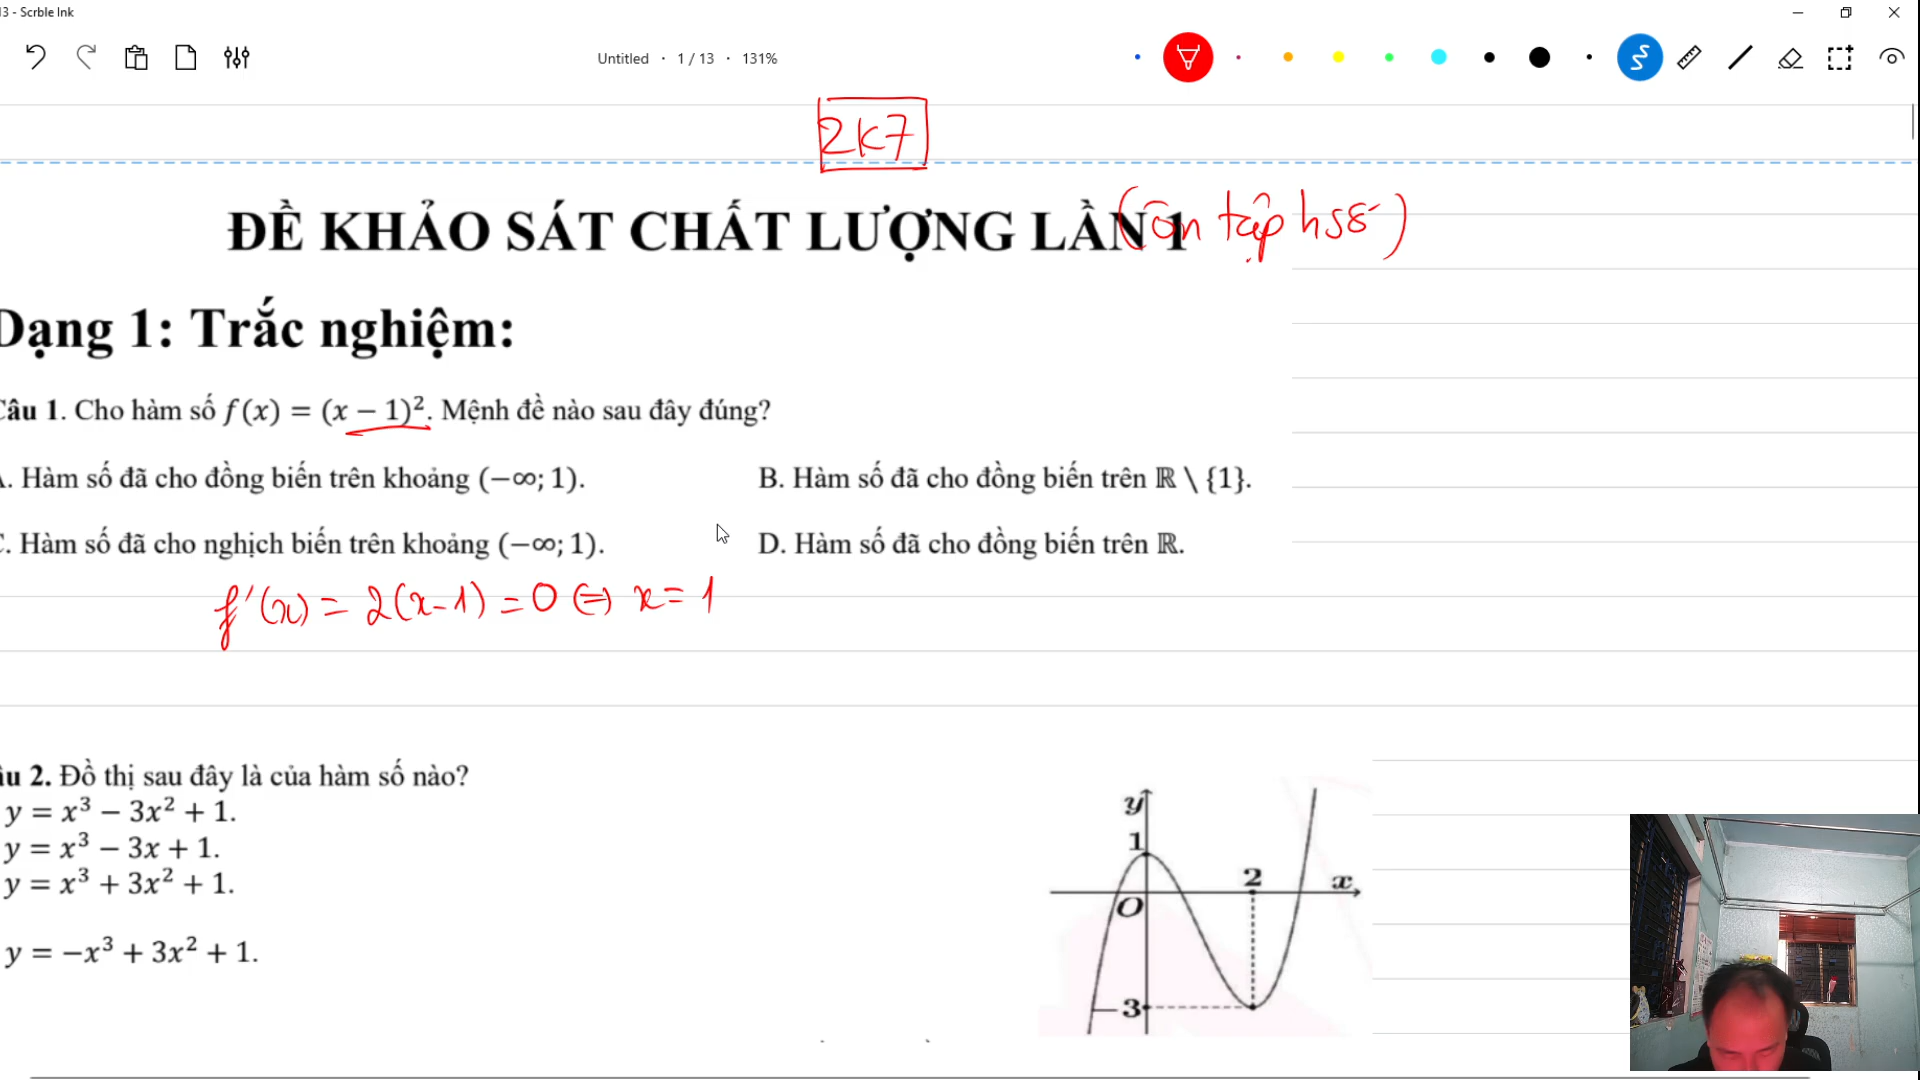 13 - Scrble Ink
Untitled · 1 / 13 · 131%
2K7
ĐỀ KHẢO SÁT CHẤT LƯỢNG LẦN 1 (ôn tập hs8)
Dạng 1: Trắc nghiệm:
Câu 1. Cho hàm số f(x) = (x − 1)². Mệnh đề nào sau đây đúng?
A. Hàm số đã cho đồng biến trên khoảng (−∞; 1). B. Hàm số đã cho đồng biến trên ℝ \ {1}.
C. Hàm số đã cho nghịch biến trên khoảng (−∞; 1). D. Hàm số đã cho đồng biến trên ℝ.
f'(x) = 2(x-1) = 0 ⇔ x = 1
âu 2. Đồ thị sau đây là của hàm số nào?
y = x³ − 3x² + 1.
y = x³ − 3x + 1.
y = x³ + 3x² + 1.
y = −x³ + 3x² + 1.
y
1
2
x
O
−3